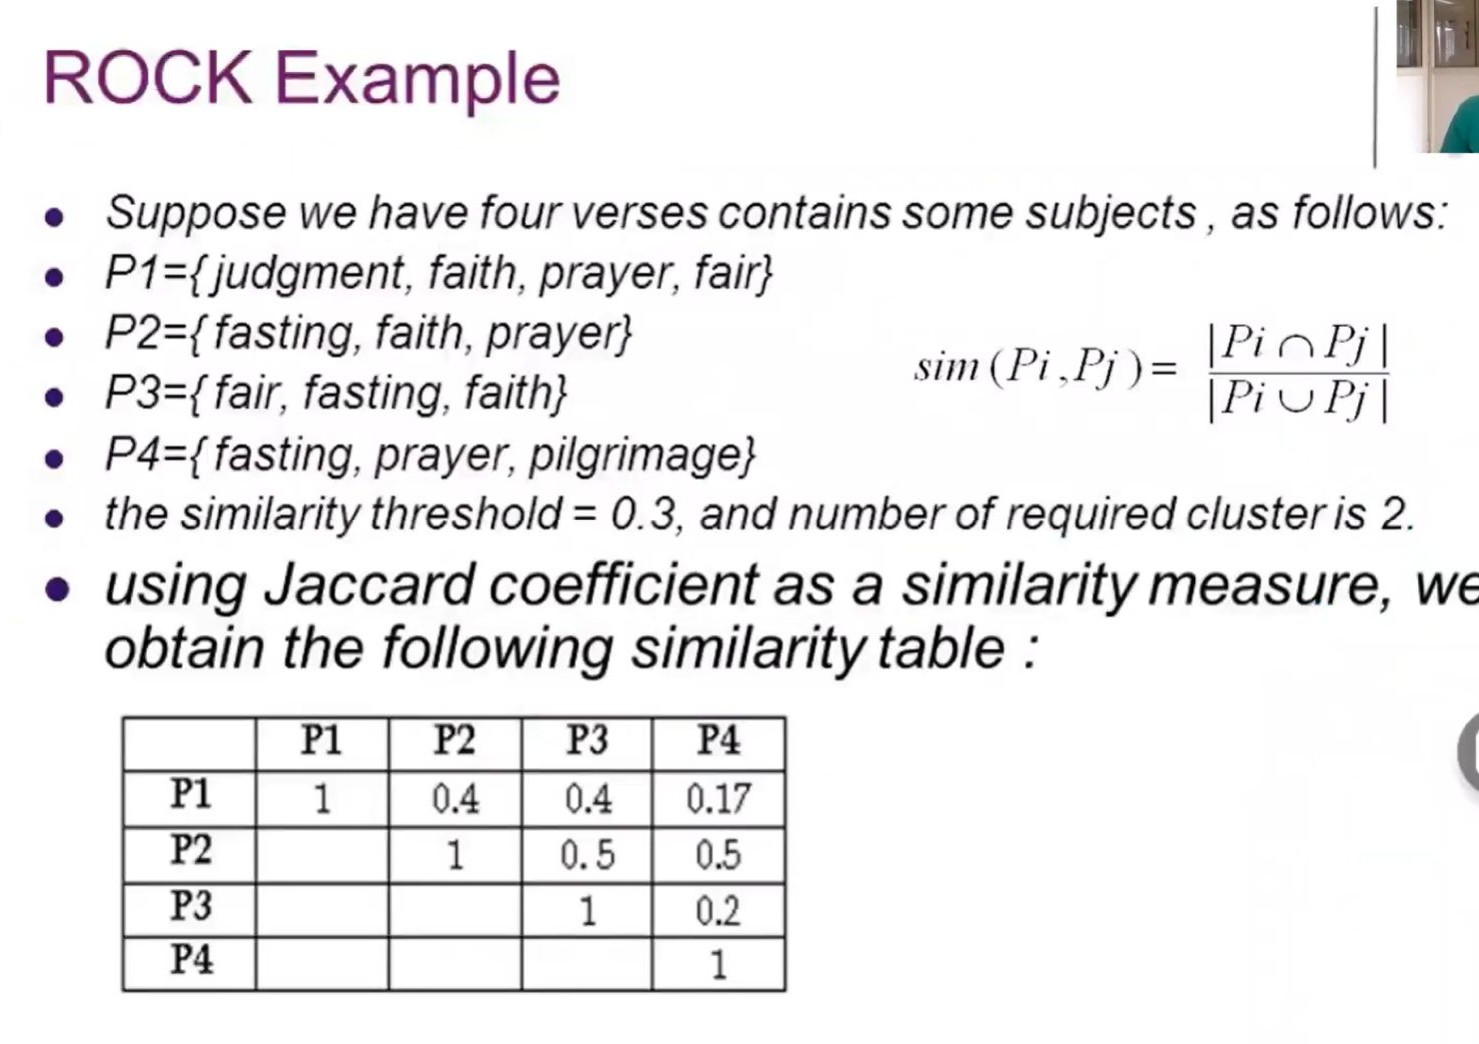 ROCK Example
Suppose we have four verses contains some subjects , as follows:
P1={judgment, faith, prayer, fair}
P2={fasting, faith, prayer}
P3={fair, fasting, faith}
P4={fasting, prayer, pilgrimage}
sim (Pi ,Pj )= |Pi ∩ Pj | / |Pi ∪ Pj |
the similarity threshold = 0.3, and number of required cluster is 2.
using Jaccard coefficient as a similarity measure, we
obtain the following similarity table :
P1 P2 P3 P4
P1 1 0.4 0.4 0.17
P2 1 0.5 0.5
P3 1 0.2
P4 1